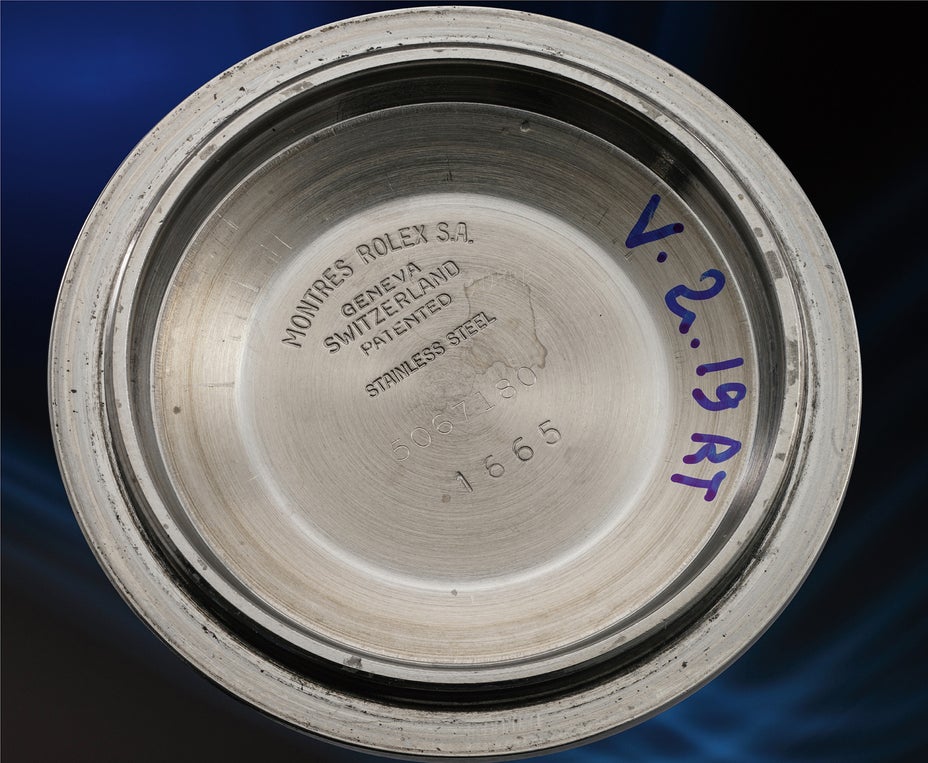 MONTRES ROLEX S.A.
GENEVA
SWITZERLAND
PATENTED
STAINLESS STEEL
5067180
1665
V. 2. 19 RT